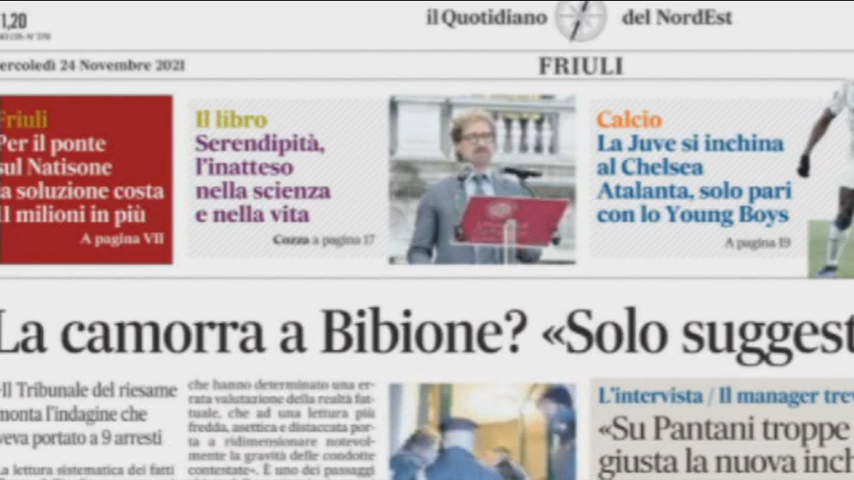 1,20
il Quotidiano del NordEst
ercoledì 24 Novembre 2021
FRIULI
Friuli
Per il ponte
sul Natisone
la soluzione costa
11 milioni in più
A pagina VII
Il libro
Serendipità,
l'inatteso
nella scienza
e nella vita
Cozza a pagina 17
Calcio
La Juve si inchina
al Chelsea
Atalanta, solo pari
con lo Young Boys
A pagina 19
La camorra a Bibione? «Solo suggest
Il Tribunale del riesame
monta l'indagine che
veva portato a 9 arresti
La lettura sistematica dei fatti
che hanno determinato una er-
rata valutazione della realtà fat-
tuale, che ad una lettura più
fredda, asettica e distaccata por-
ta a ridimensionare notevol-
mente la gravità delle condotte
contestate». È uno dei passaggi
L'intervista / Il manager trev
«Su Pantani troppe
giusta la nuova inch